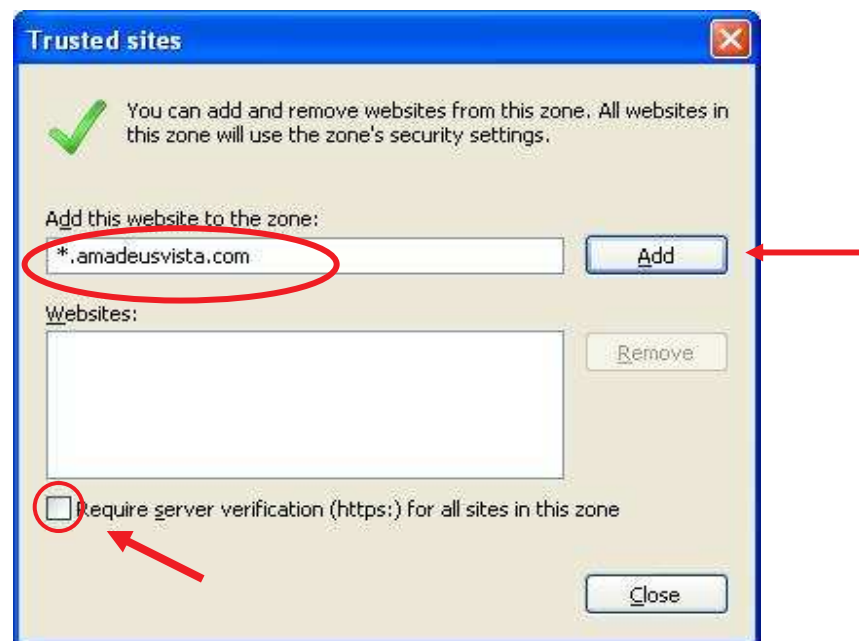 Trusted sites
You can add and remove websites from this zone. All websites in
this zone will use the zone's security settings.
Add this website to the zone:
*.amadeusvista.com
Add
Websites:
Remove
Require server verification (https:) for all sites in this zone
Close